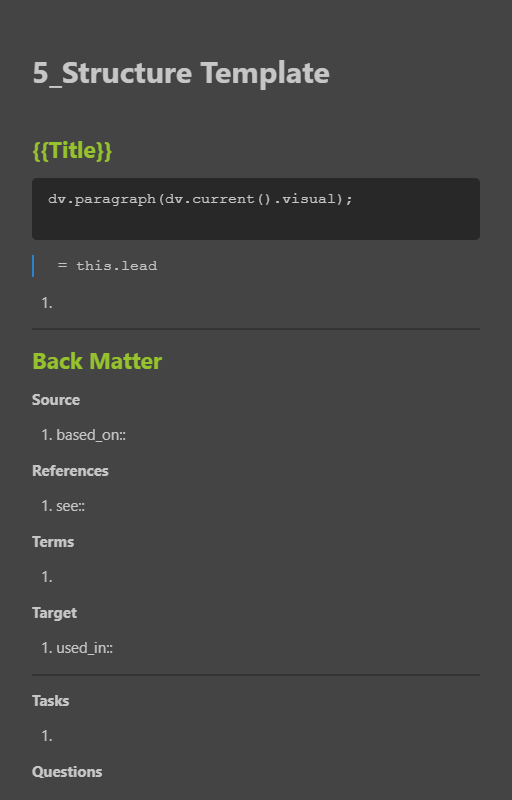 5_Structure Template
{{Title}}
dv.paragraph(dv.current().visual);
= this.lead
1.
Back Matter
Source
1. based_on::
References
1. see::
Terms
1.
Target
1. used_in::
Tasks
1.
Questions